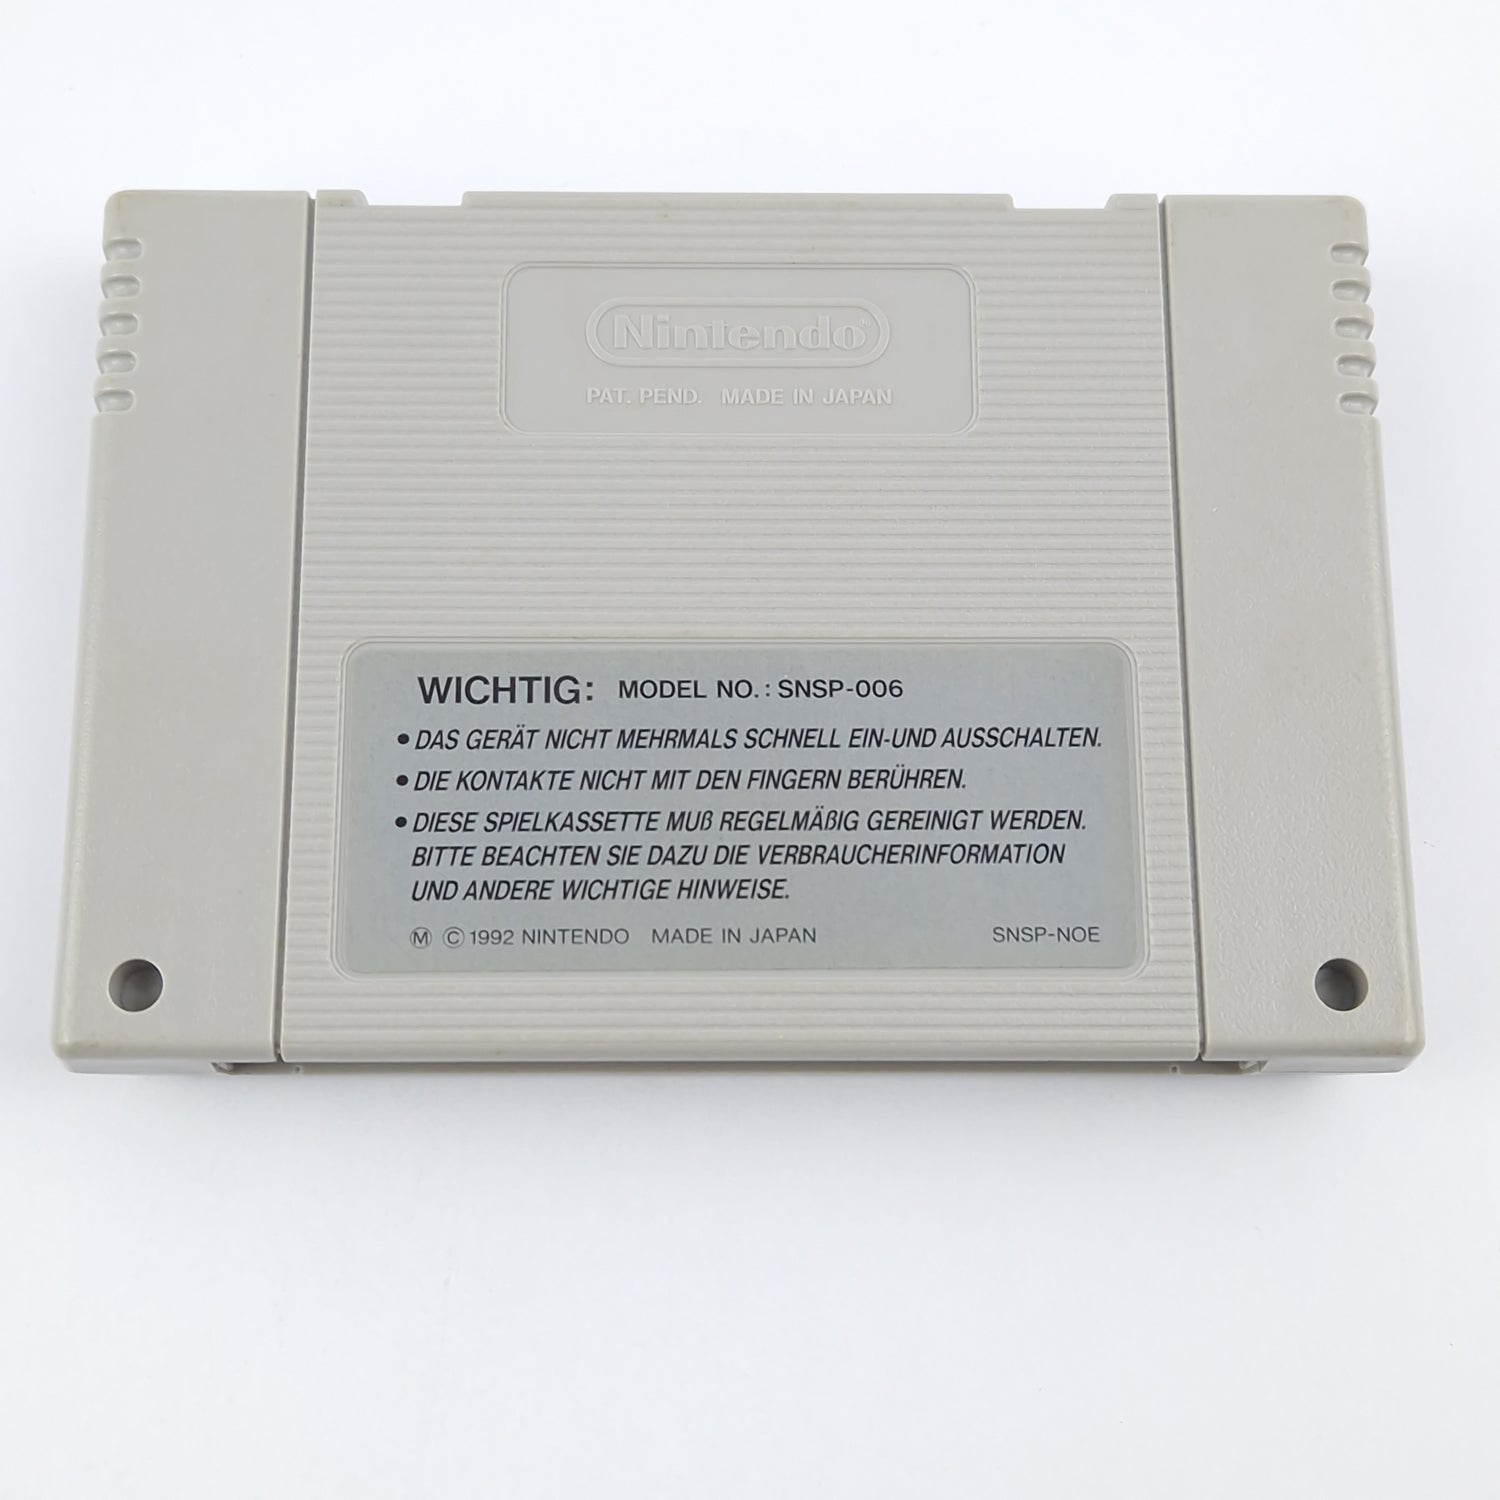 Nintendo®
PAT. PEND. MADE IN JAPAN
WICHTIG: MODEL NO.: SNSP-006
• DAS GERÄT NICHT MEHRMALS SCHNELL EIN-UND AUSSCHALTEN.
• DIE KONTAKTE NICHT MIT DEN FINGERN BERÜHREN.
• DIESE SPIELKASSETTE MUß REGELMÄßIG GEREINIGT WERDEN.
BITTE BEACHTEN SIE DAZU DIE VERBRAUCHERINFORMATION
UND ANDERE WICHTIGE HINWEISE.
Ⓜ © 1992 NINTENDO MADE IN JAPAN SNSP-NOE